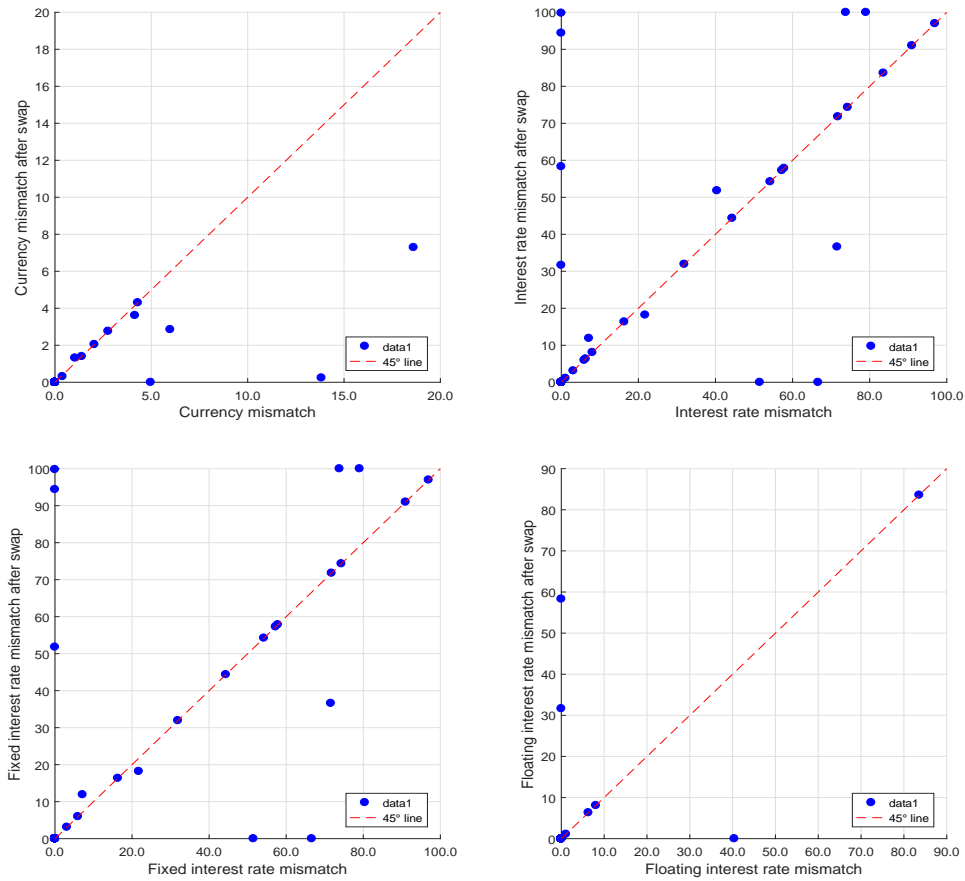 20
18
16
14
12
10
8
6
4
2
0
0.0 5.0 10.0 15.0 20.0
Currency mismatch after swap
Currency mismatch
data1
45° line
100
90
80
70
60
50
40
30
20
10
0
0.0 20.0 40.0 60.0 80.0 100.0
Interest rate mismatch after swap
Interest rate mismatch
data1
45° line
100
90
80
70
60
50
40
30
20
10
0
0.0 20.0 40.0 60.0 80.0 100.0
Fixed interest rate mismatch after swap
Fixed interest rate mismatch
data1
45° line
90
80
70
60
50
40
30
20
10
0
0.0 10.0 20.0 30.0 40.0 50.0 60.0 70.0 80.0 90.0
Floating interest rate mismatch after swap
Floating interest rate mismatch
data1
45° line